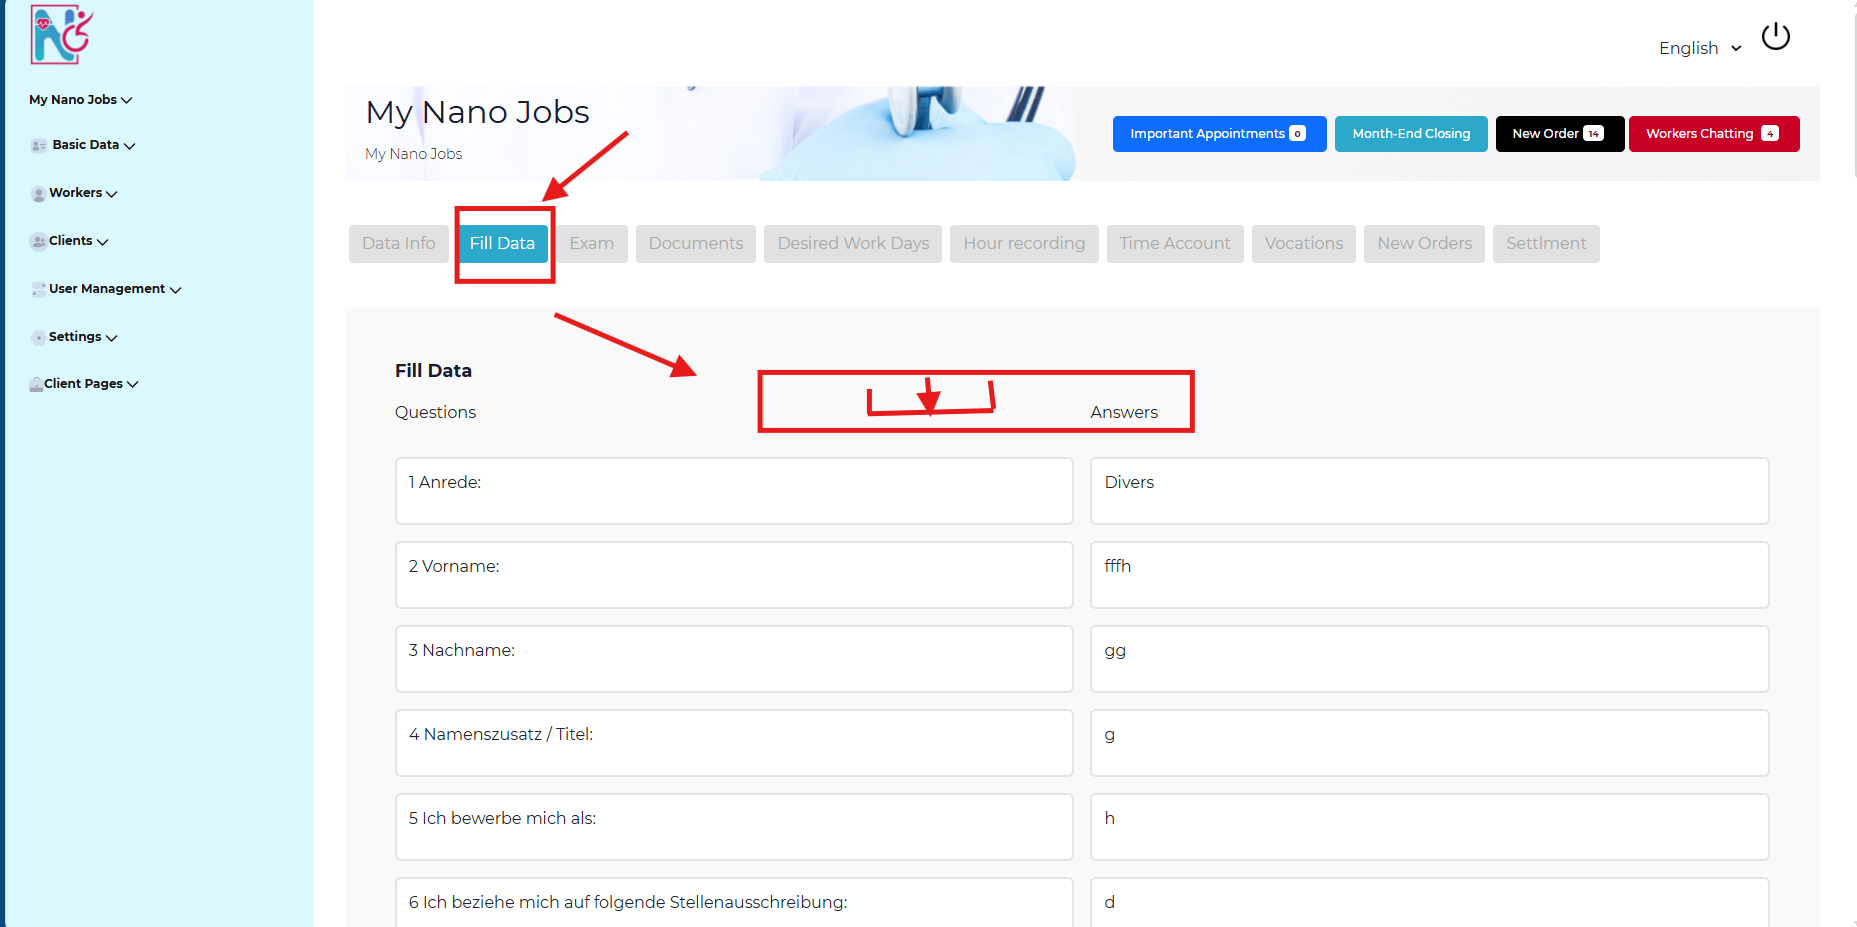 English
My Nano Jobs
Basic Data
Workers
Clients
User Management
Settings
Client Pages
My Nano Jobs
My Nano Jobs
Important Appointments 0
Month-End Closing
New Order 14
Workers Chatting 4
Data Info
Fill Data
Exam
Documents
Desired Work Days
Hour recording
Time Account
Vocations
New Orders
Settlment
Fill Data
Questions
Answers
1 Anrede:
Divers
2 Vorname:
fffh
3 Nachname:
gg
4 Namenszusatz / Titel:
g
5 Ich bewerbe mich als:
h
6 Ich beziehe mich auf folgende Stellenausschreibung:
d